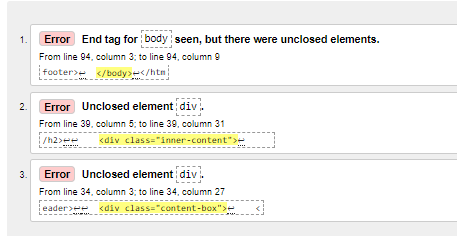 1. Error End tag for body seen, but there were unclosed elements.
From line 94, column 3; to line 94, column 9
footer>↩ </body>↩</htm
2. Error Unclosed element div.
From line 39, column 5; to line 39, column 31
/h2>↩↩ <div class="inner-content">↩
3. Error Unclosed element div.
From line 34, column 3; to line 34, column 27
eader>↩↩ <div class="content-box">↩ <